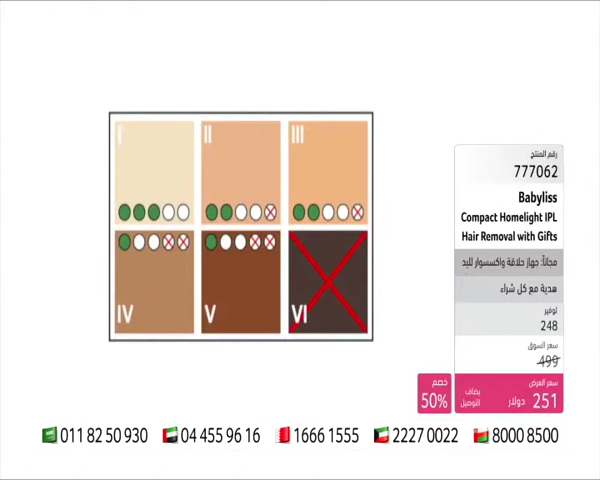 I II III
IV V VI
رقم المنتج
777062
Babyliss
Compact Homelight IPL
Hair Removal with Gifts
مجاناً: جهاز حلاقة واكسسوار لليد
هدية مع كل شراء
توفير
248
سعر السوق
499
خصم
50%
سعر العرض
251 دولار
يضاف
التوصيل
011 82 50 930
04 455 96 16
1666 1555
2227 0022
8000 8500